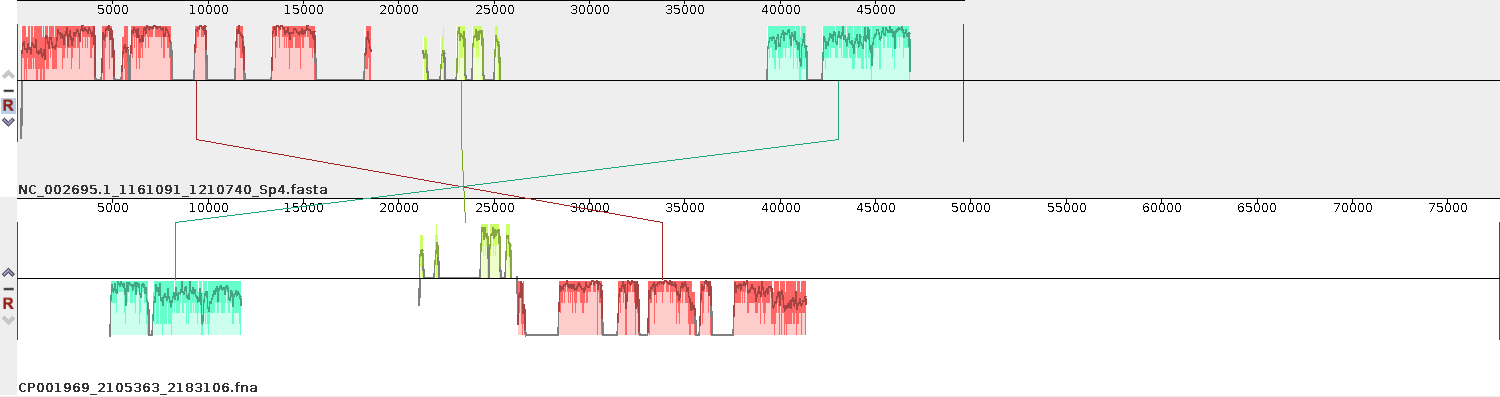 5000 10000 15000 20000 25000 30000 35000 40000 45000
R
NC_002695.1_1161091_1210740_Sp4.fasta
5000 10000 15000 20000 25000 30000 35000 40000 45000 50000 55000 60000 65000 70000 75000
R
CP001969_2105363_2183106.fna